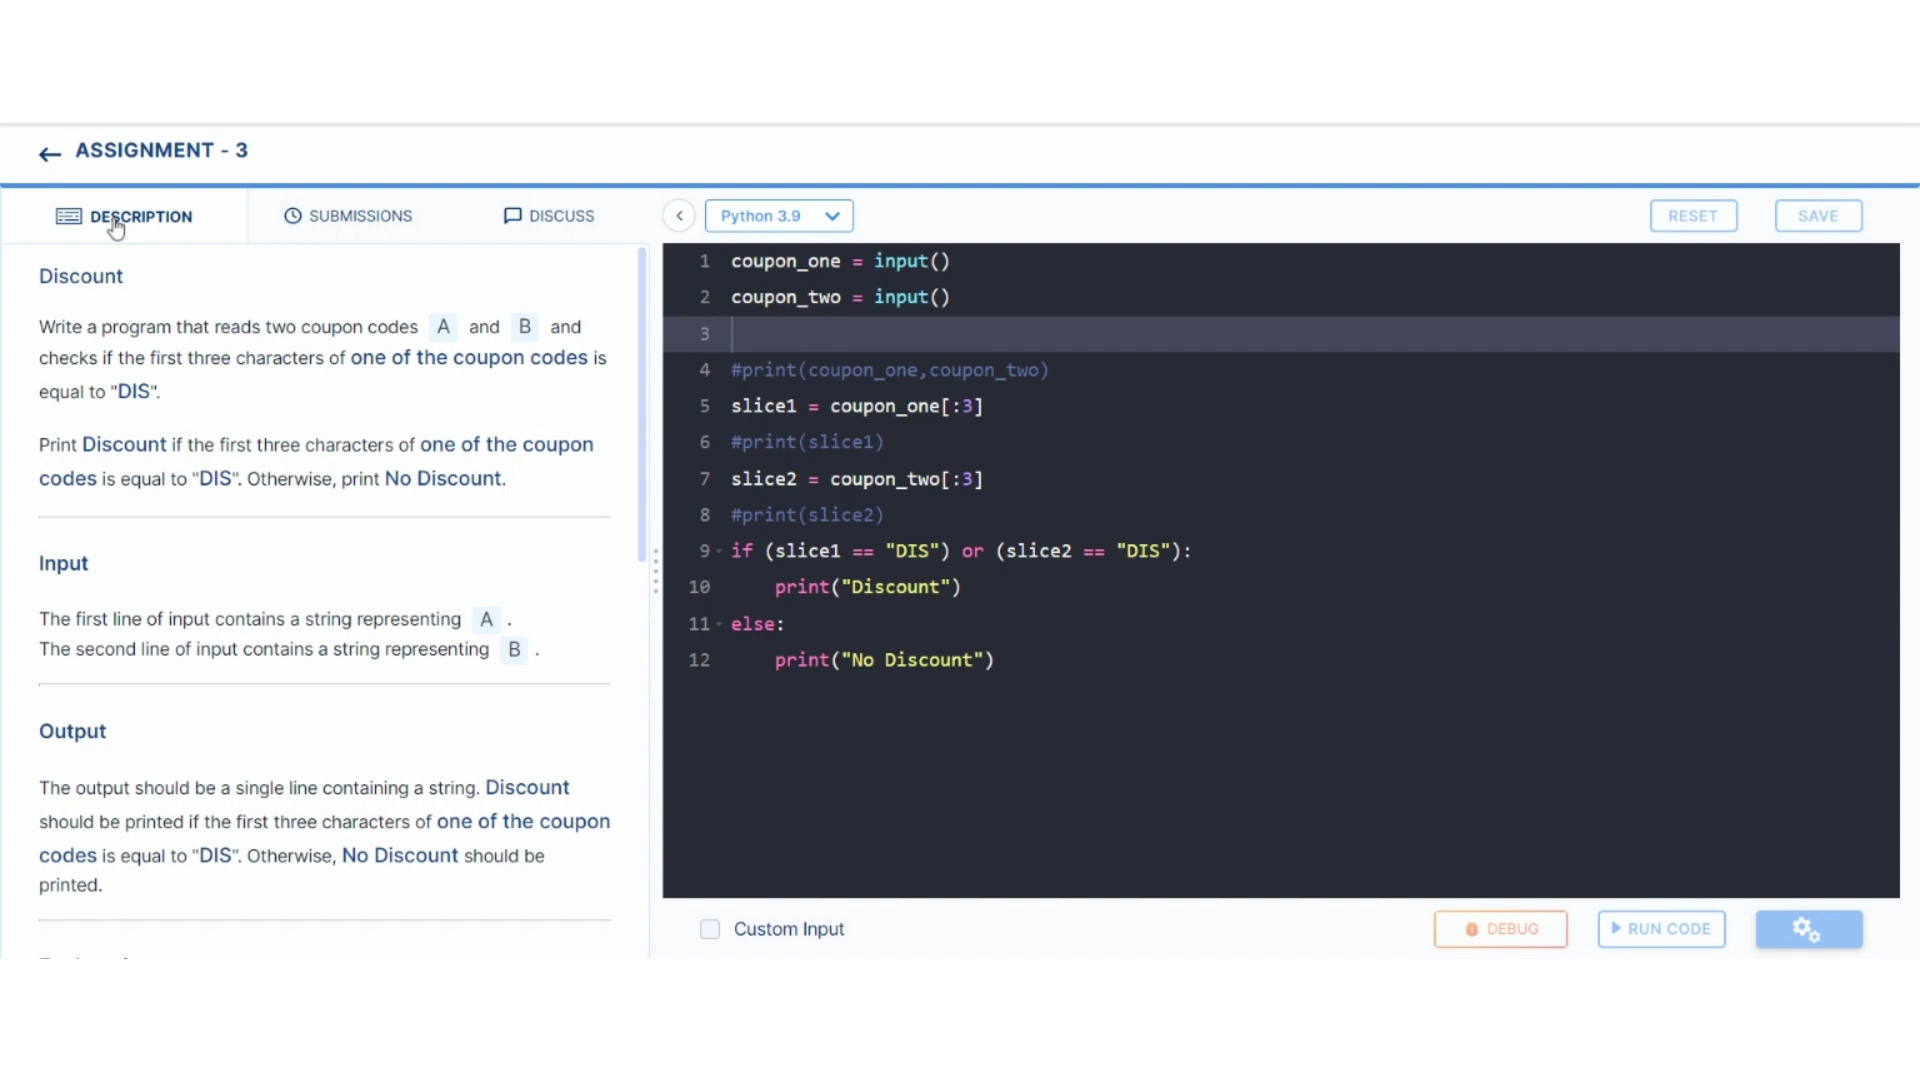 ASSIGNMENT - 3
DESCRIPTION
SUBMISSIONS
DISCUSS
Python 3.9
RESET
SAVE
Discount
Write a program that reads two coupon codes A and B and
checks if the first three characters of one of the coupon codes is
equal to "DIS".
Print Discount if the first three characters of one of the coupon
codes is equal to "DIS". Otherwise, print No Discount.
Input
The first line of input contains a string representing A .
The second line of input contains a string representing B .
Output
The output should be a single line containing a string. Discount
should be printed if the first three characters of one of the coupon
codes is equal to "DIS". Otherwise, No Discount should be
printed.
1 coupon_one = input()
2 coupon_two = input()
3
4 #print(coupon_one,coupon_two)
5 slice1 = coupon_one[:3]
6 #print(slice1)
7 slice2 = coupon_two[:3]
8 #print(slice2)
9 if (slice1 == "DIS") or (slice2 == "DIS"):
10     print("Discount")
11 else:
12     print("No Discount")
Custom Input
DEBUG
RUN CODE